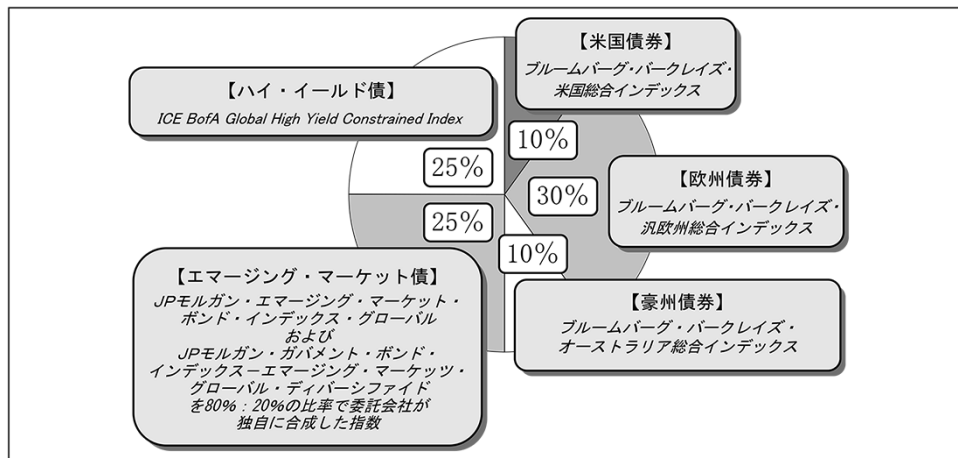 【米国債券】
ブルームバーグ・バークレイズ・
米国総合インデックス
【ハイ・イールド債】
ICE BofA Global High Yield Constrained Index
10%
25%
30%
【欧州債券】
ブルームバーグ・バークレイズ・
汎欧州総合インデックス
25%
10%
【エマージング・マーケット債】
JPモルガン・エマージング・マーケット・
ボンド・インデックス・グローバル
および
JPモルガン・ガバメント・ボンド・
インデックス－エマージング・マーケッツ・
グローバル・ディバーシファイド
を80%：20%の比率で委託会社が
独自に合成した指数
【豪州債券】
ブルームバーグ・バークレイズ・
オーストラリア総合インデックス